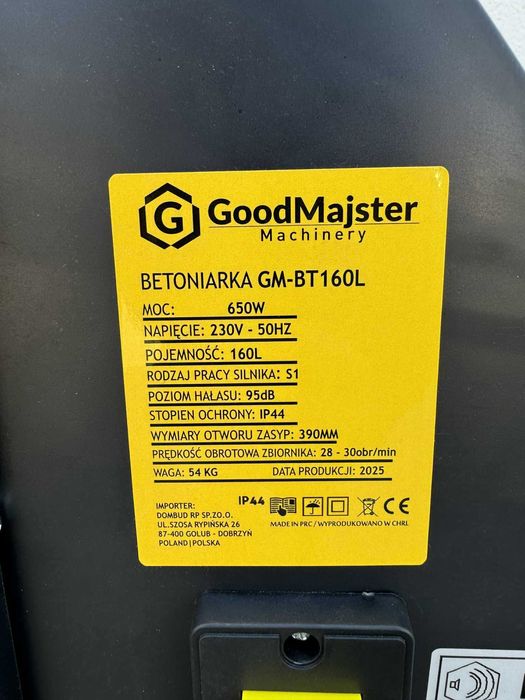 G GoodMajster
Machinery
BETONIARKA GM-BT160L
MOC: 650W
NAPIĘCIE: 230V - 50HZ
POJEMNOŚĆ: 160L
RODZAJ PRACY SILNIKA: S1
POZIOM HAŁASU: 95dB
STOPIEN OCHRONY: IP44
WYMIARY OTWORU ZASYP: 390MM
PRĘDKOŚĆ OBROTOWA ZBIORNIKA: 28 - 30obr/min
WAGA: 54 KG DATA PRODUKCJI: 2025
IMPORTER:
DOMBUD RP SP.ZO.O.
UL.SZOSA RYPIŃSKA 26
87-400 GOLUB - DOBRZYŃ
POLAND|POLSKA
IP44 CE
MADE IN PRC / WYPRODUKOWANO W CHRL